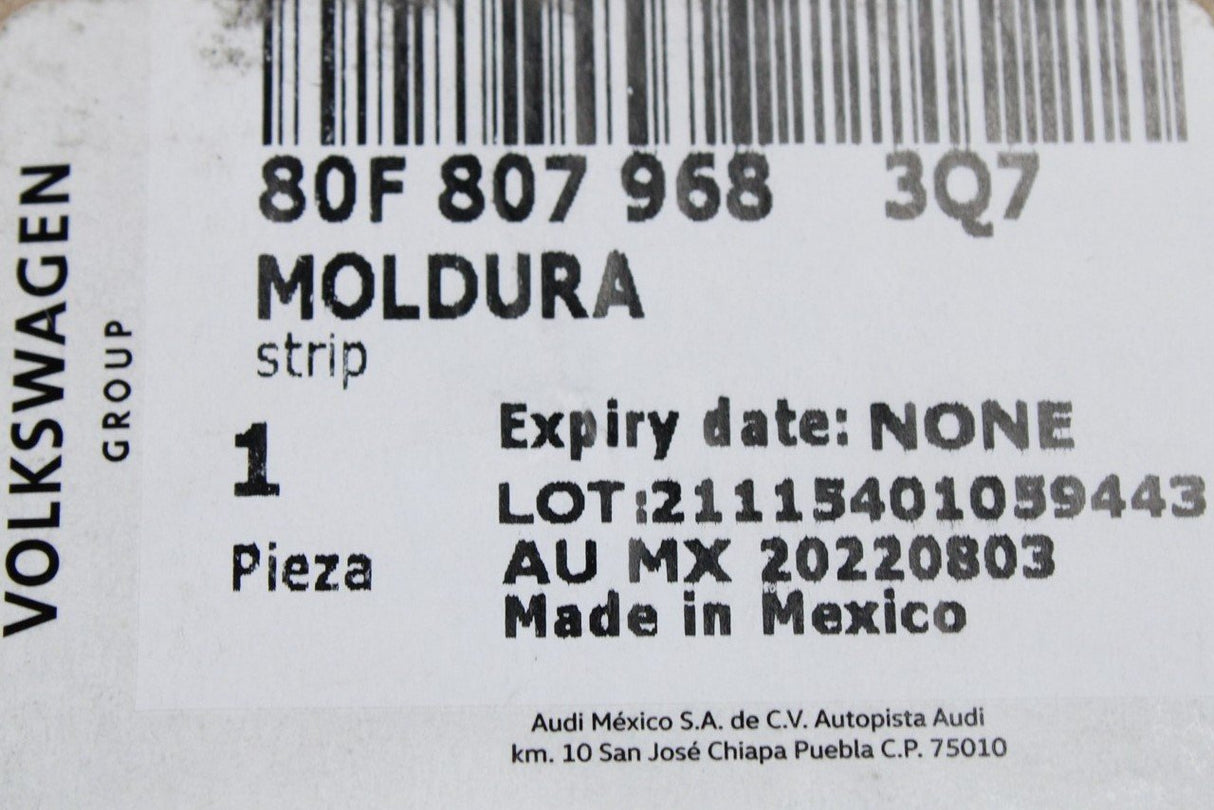 VOLKSWAGEN
GROUP
80F 807 968 3Q7
MOLDURA
strip
1
Pieza
Expiry date: NONE
LOT:21115401059443
AU MX 20220803
Made in Mexico
Audi México S.A. de C.V. Autopista Audi
km. 10 San José Chiapa Puebla C.P. 75010